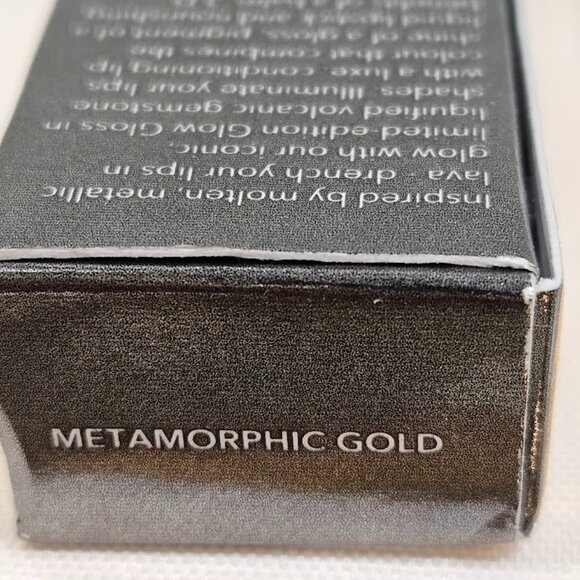 Inspired by molten, metallic
lava - drench your lips in
glow with our iconic,
limited-edition Glow Gloss in
liquified volcanic gemstone
shades. Illuminate your lips
with a luxe, conditioning lip
colour that combines the
shine of a gloss, pigment of a
liquid lipstick and nourishing
METAMORPHIC GOLD